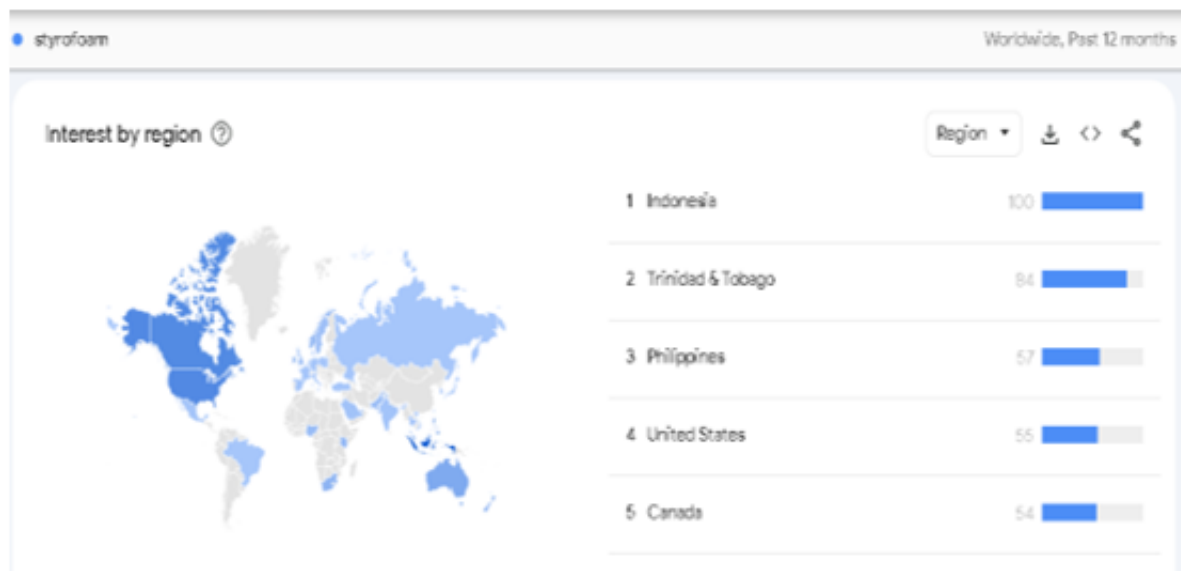 styrofoam
Worldwide, Past 12 months
Interest by region
Region
1 Indonesia 100
2 Trinidad & Tobago 84
3 Philippines 57
4 United States 55
5 Canada 54